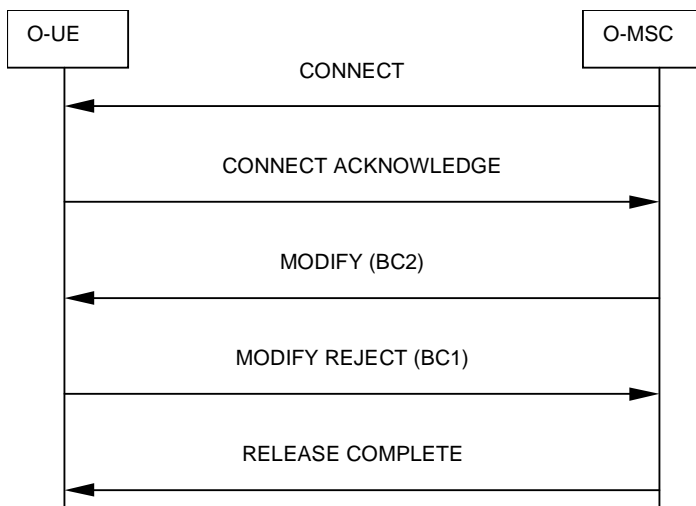 O-UE
O-MSC
CONNECT
CONNECT ACKNOWLEDGE
MODIFY (BC2)
MODIFY REJECT (BC1)
RELEASE COMPLETE